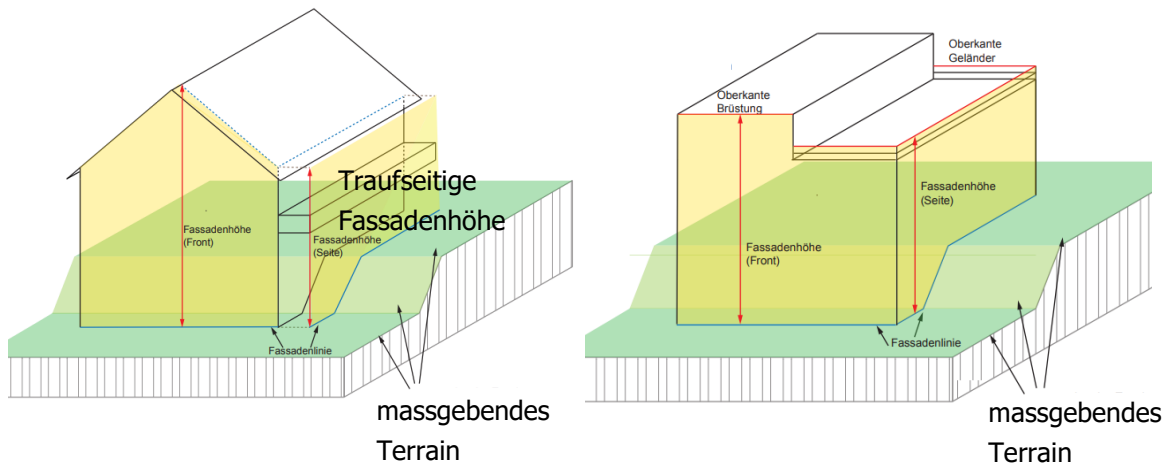 Traufseitige
Fassadenhöhe
Fassadenhöhe
(Front)
Fassadenhöhe
(Seite)
Fassadenlinie
massgebendes
Terrain
Oberkante
Geländer
Oberkante
Brüstung
Fassadenhöhe
(Seite)
Fassadenhöhe
(Front)
Fassadenlinie
massgebendes
Terrain